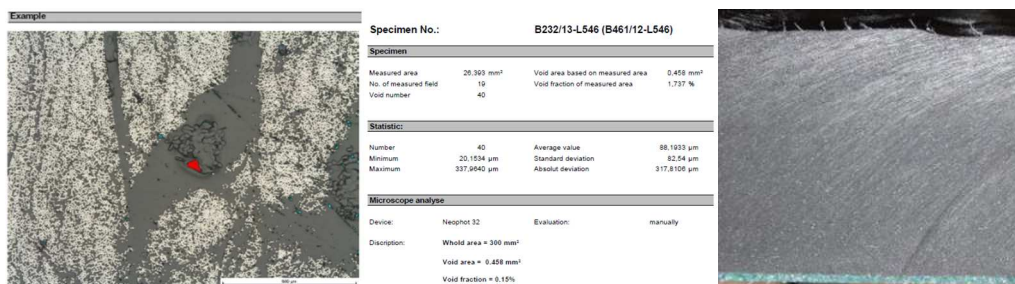 Example
Specimen No.: B232/13-L546 (B461/12-L546)
Specimen
Measured area 26,393 mm² Void area based on measured area 0,458 mm²
No. of measured field 19 Void fraction of measured area 1,737 %
Void number 40
Statistic:
Number 40 Average value 88,1933 µm
Minimum 20,1534 µm Standard deviation 82,54 µm
Maximum 337,9640 µm Absolut deviation 317,8106 µm
Microscope analyse
Device: Neophot 32 Evaluation: manually
Discription: Whold area = 300 mm²
Void area = 0.458 mm²
Void fraction = 0,15%